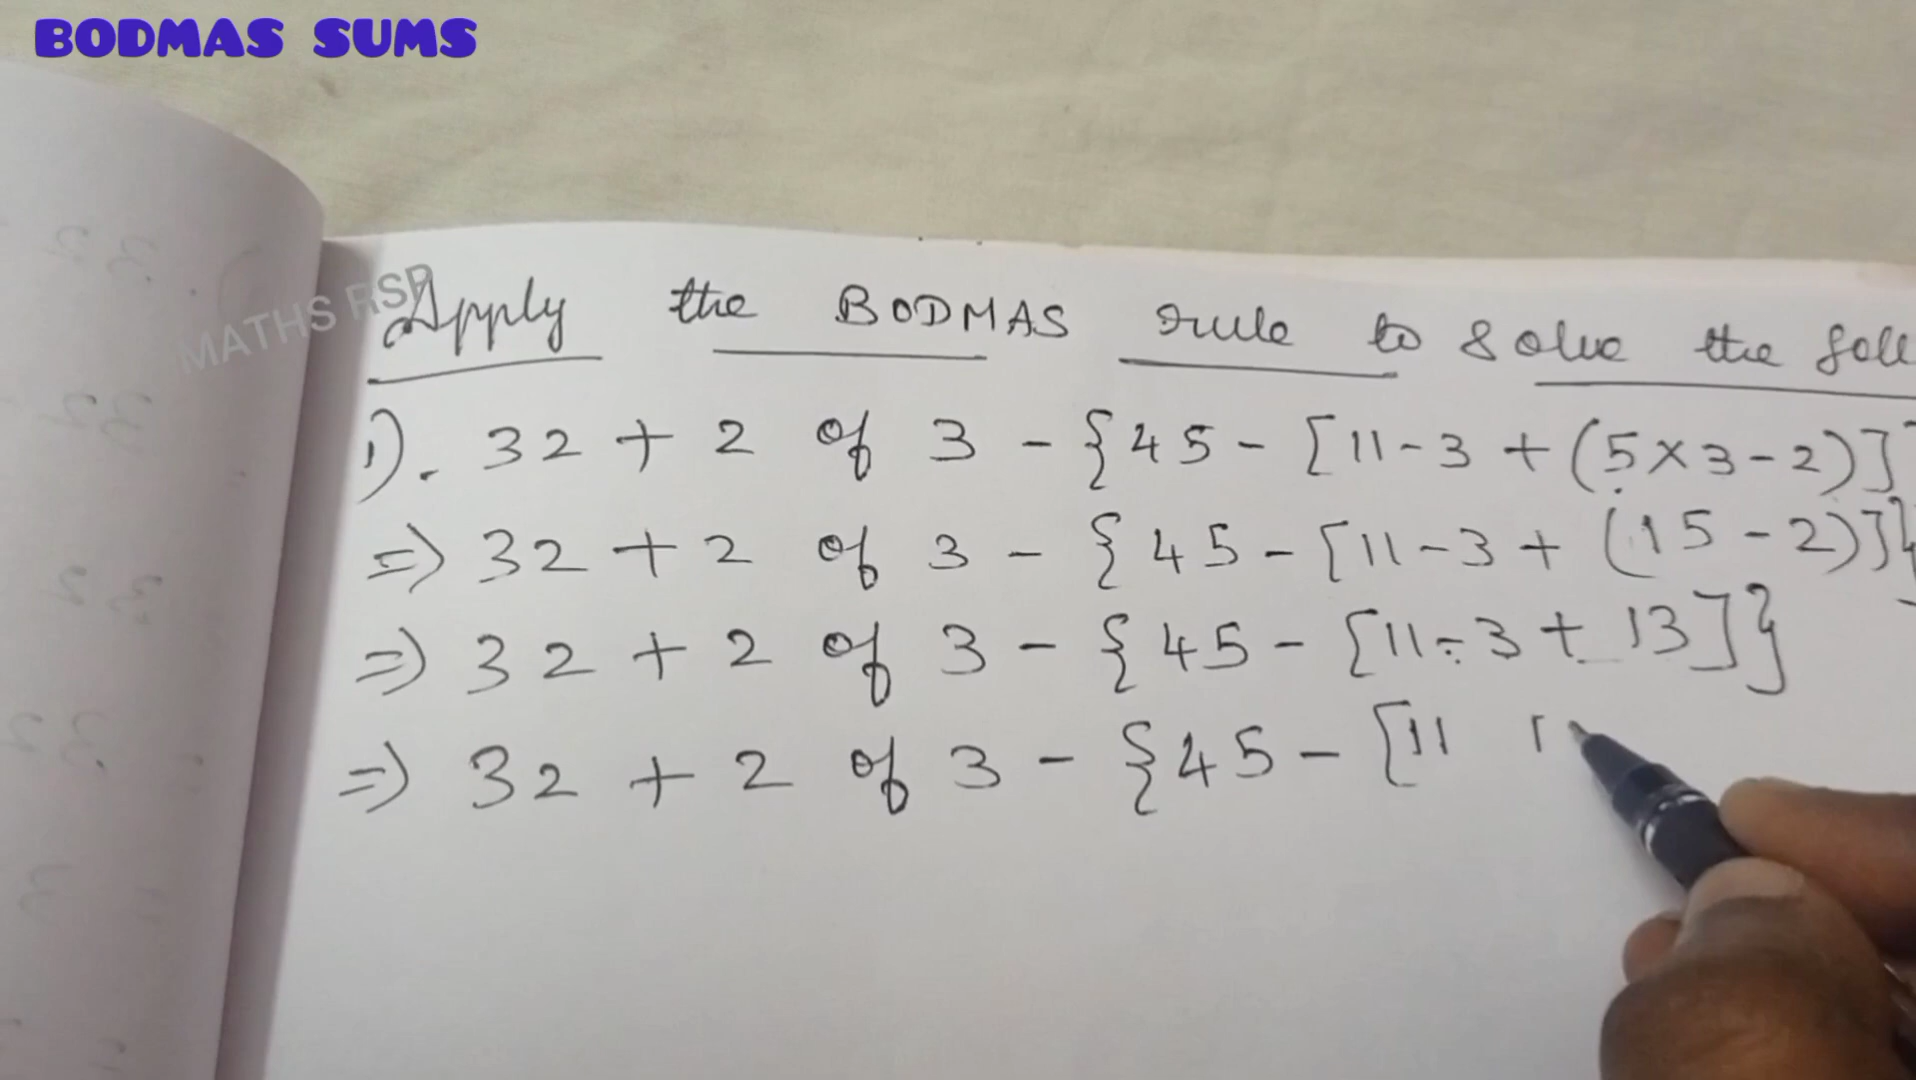 BODMAS SUMS
MATHS RSP
Apply the BODMAS rule to solve the
1). 32 + 2 of 3 - {45 - [11-3 + (5×3-2)]
=) 32 + 2 of 3 - {45 - [11-3 + (15-2)]}
=) 32 + 2 of 3 - {45 - [11-3 + 13]}
=) 32 + 2 of 3 - {45 - [11